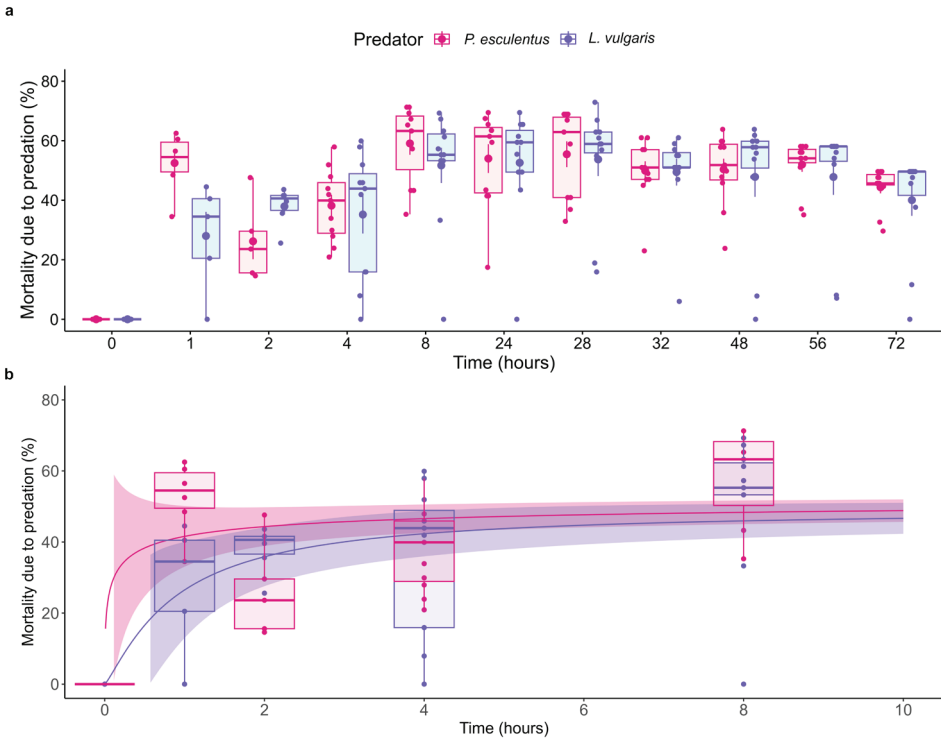 a
Predator P. esculentus L. vulgaris
Mortality due to predation (%)
80
60
40
20
0
0 1 2 4 8 24 28 32 48 56 72
Time (hours)
b
Mortality due to predation (%)
80
60
40
20
0
0 2 4 6 8 10
Time (hours)